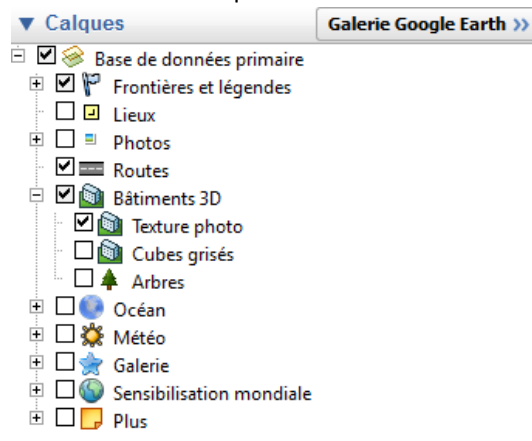 Calques
Galerie Google Earth >>
Base de données primaire
Frontières et légendes
Lieux
Photos
Routes
Bâtiments 3D
Texture photo
Cubes grisés
Arbres
Océan
Météo
Galerie
Sensibilisation mondiale
Plus